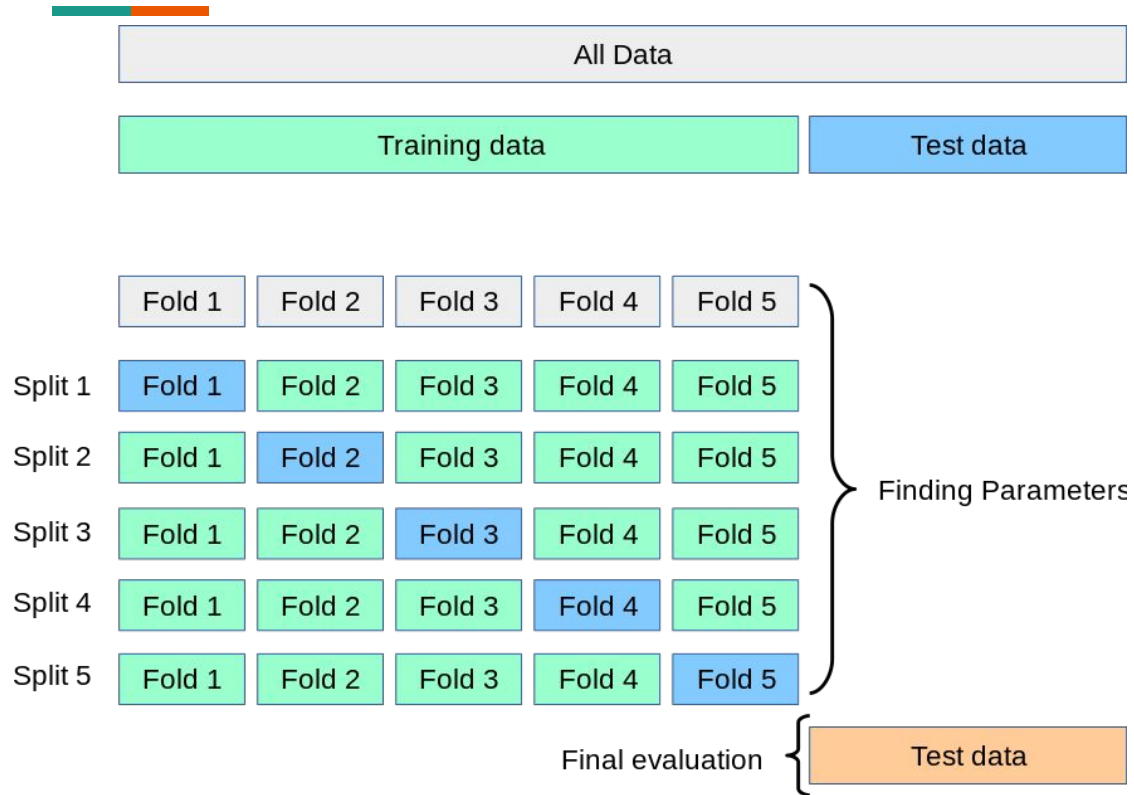 All Data
Training data Test data
Fold 1 Fold 2 Fold 3 Fold 4 Fold 5
Split 1 Fold 1 Fold 2 Fold 3 Fold 4 Fold 5
Split 2 Fold 1 Fold 2 Fold 3 Fold 4 Fold 5
Finding Parameters
Split 3 Fold 1 Fold 2 Fold 3 Fold 4 Fold 5
Split 4 Fold 1 Fold 2 Fold 3 Fold 4 Fold 5
Split 5 Fold 1 Fold 2 Fold 3 Fold 4 Fold 5
Final evaluation Test data